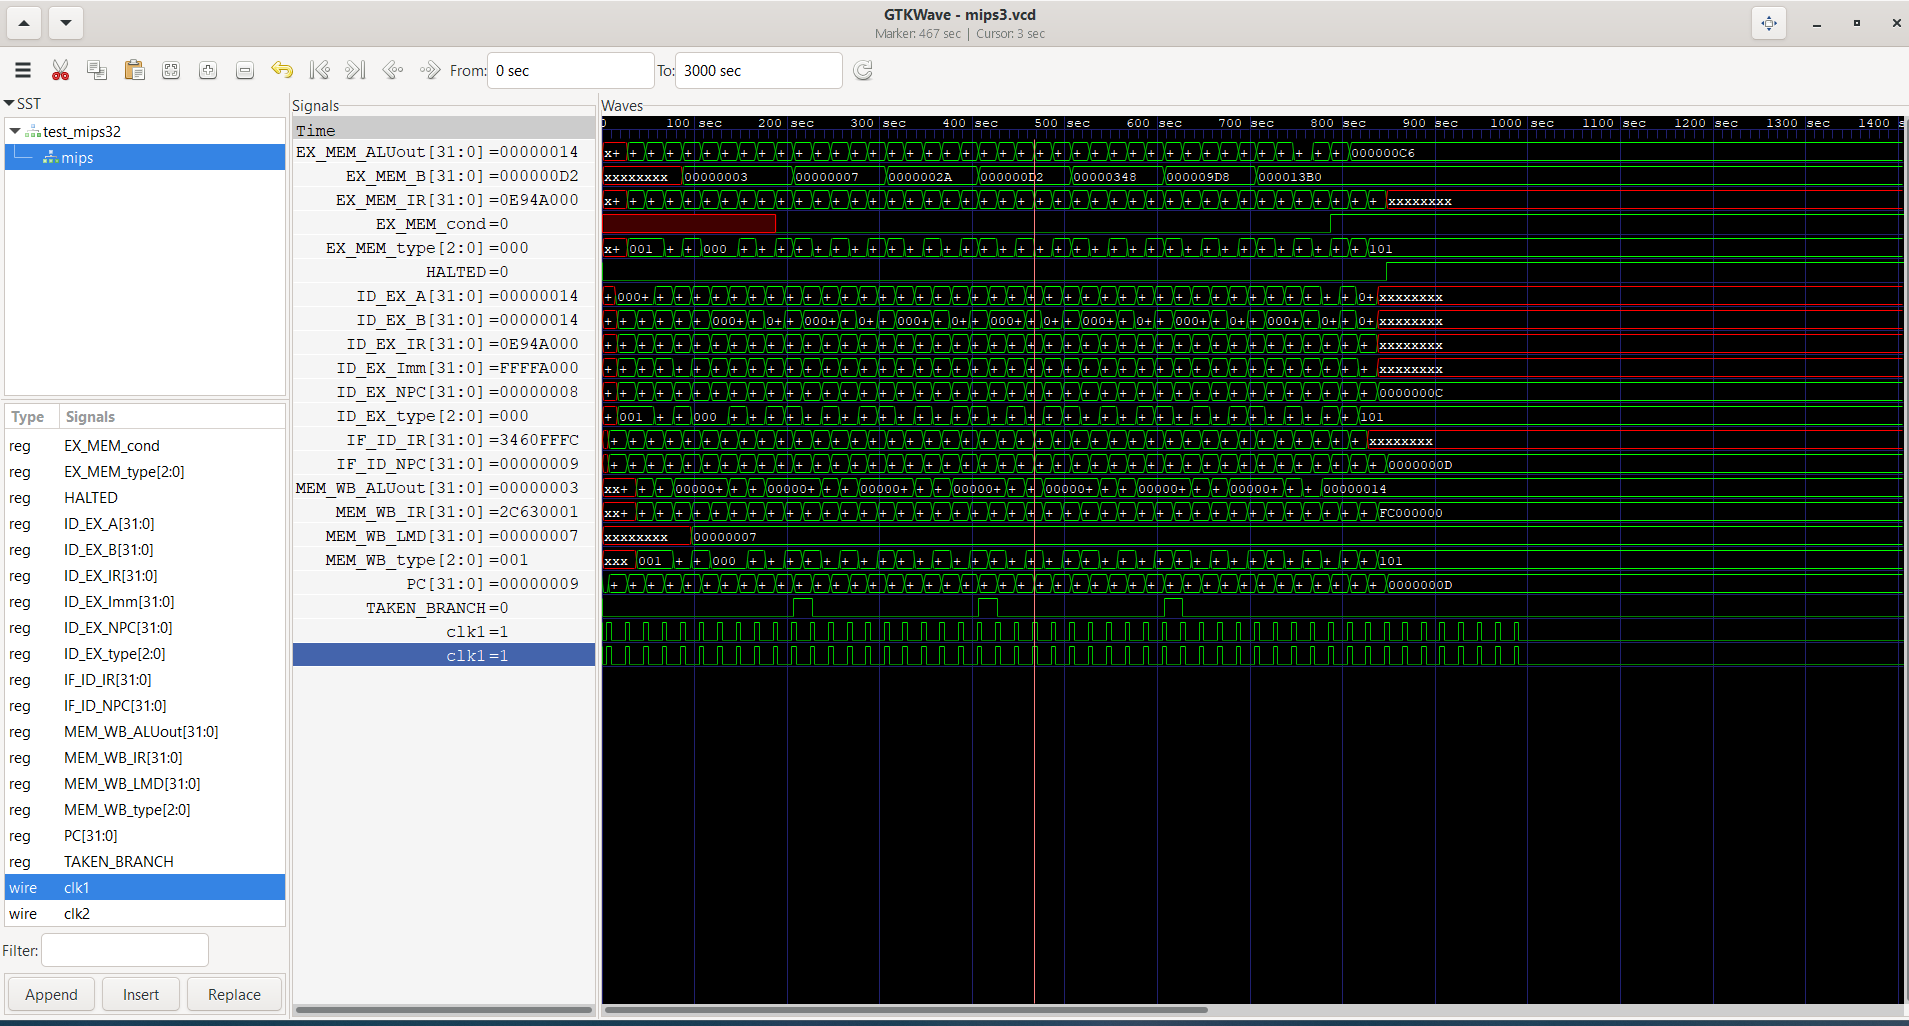 GTKWave - mips3.vcd
Marker: 467 sec | Cursor: 3 sec
From: 0 sec To: 3000 sec
SST
test_mips32
mips
Type Signals
reg EX_MEM_cond
reg EX_MEM_type[2:0]
reg HALTED
reg ID_EX_A[31:0]
reg ID_EX_B[31:0]
reg ID_EX_IR[31:0]
reg ID_EX_Imm[31:0]
reg ID_EX_NPC[31:0]
reg ID_EX_type[2:0]
reg IF_ID_IR[31:0]
reg IF_ID_NPC[31:0]
reg MEM_WB_ALUout[31:0]
reg MEM_WB_IR[31:0]
reg MEM_WB_LMD[31:0]
reg MEM_WB_type[2:0]
reg PC[31:0]
reg TAKEN_BRANCH
wire clk1
wire clk2
Filter:
Append Insert Replace
Signals
Time
EX_MEM_ALUout[31:0]=00000014
EX_MEM_B[31:0]=000000D2
EX_MEM_IR[31:0]=0E94A000
EX_MEM_cond=0
EX_MEM_type[2:0]=000
HALTED=0
ID_EX_A[31:0]=00000014
ID_EX_B[31:0]=00000014
ID_EX_IR[31:0]=0E94A000
ID_EX_Imm[31:0]=FFFFA000
ID_EX_NPC[31:0]=00000008
ID_EX_type[2:0]=000
IF_ID_IR[31:0]=3460FFFC
IF_ID_NPC[31:0]=00000009
MEM_WB_ALUout[31:0]=00000003
MEM_WB_IR[31:0]=2C630001
MEM_WB_LMD[31:0]=00000007
MEM_WB_type[2:0]=001
PC[31:0]=00000009
TAKEN_BRANCH=0
clk1=1
clk1=1
Waves
0 100 sec 200 sec 300 sec 400 sec 500 sec 600 sec 700 sec 800 sec 900 sec 1000 sec 1100 sec 1200 sec 1300 sec 1400 s
x+ 000000C6
xxxxxxxx 00000003 00000007 0000002A 000000D2 00000348 000009D8 000013B0
x+ xxxxxxxx
x+ 001 + + 000 101
+ 000+ 0+ xxxxxxxx
000+ 0+ 000+ 0+ 000+ 0+ 000+ 0+ 000+ 0+ 000+ 0+ 000+ 0+ 0+ xxxxxxxx
xxxxxxxx
xxxxxxxx
0000000C
+ 001 + + 000 101
xxxxxxxx
0000000D
xx+ + + 00000+ + + 00000+ + + 00000+ + + 00000+ + + 00000+ + + 00000+ + + 00000+ + + 00000014
xx+ FC000000
xxxxxxxx 00000007
xxx 001 + + 000 101
0000000D